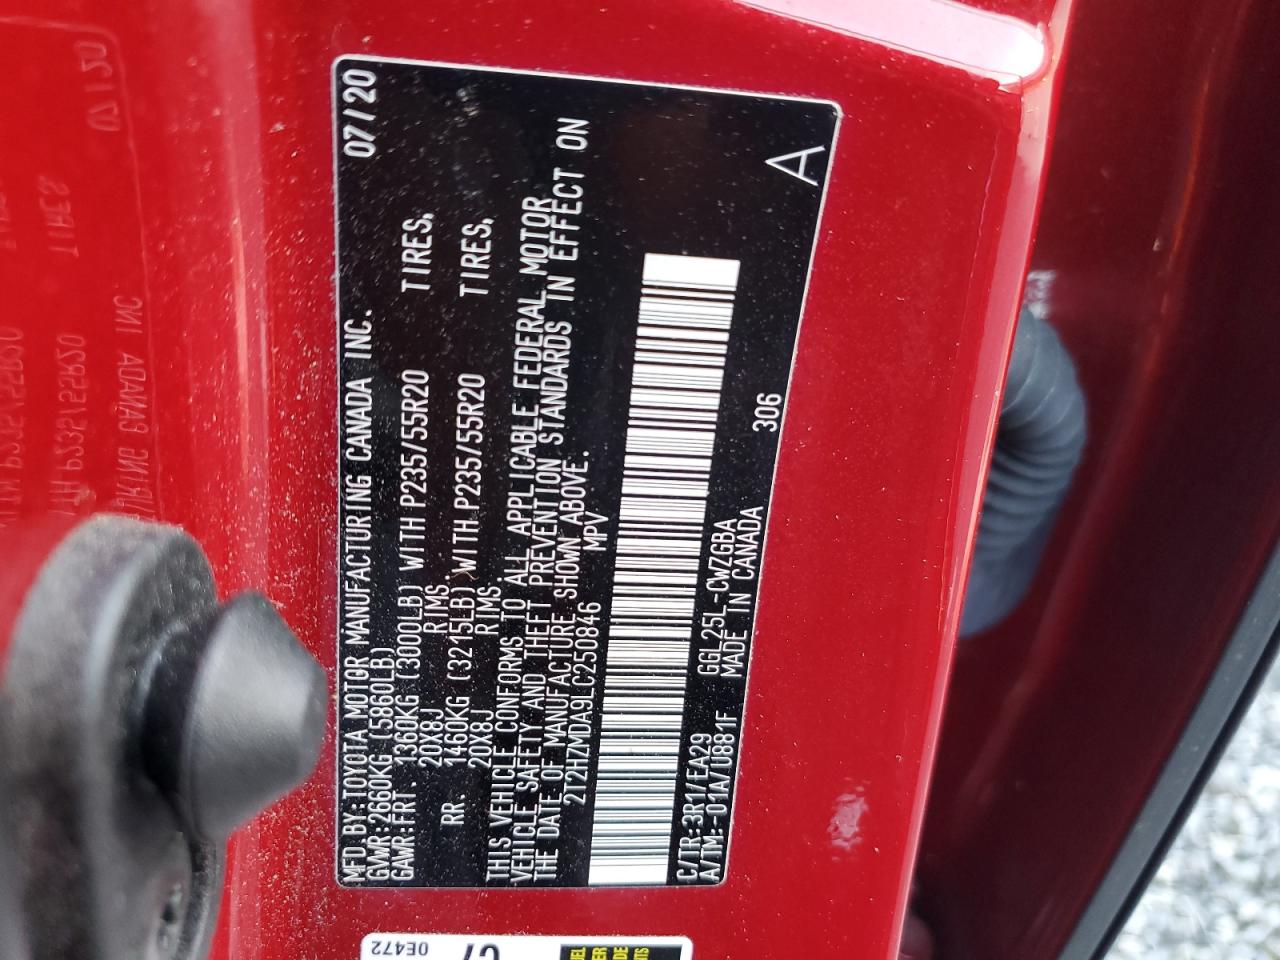 MFD.BY:TOYOTA MOTOR MANUFACTURING CANADA INC. 07/20
GVWR:2660KG (5860LB)
GAWR:FRT. 1360KG (3000LB) WITH P235/55R20 TIRES,
20X8J RIMS.
RR. 1460KG (3215LB) WITH P235/55R20 TIRES,
20X8J RIMS.
THIS VEHICLE CONFORMS TO ALL APPLICABLE FEDERAL MOTOR
VEHICLE SAFETY AND THEFT PREVENTION STANDARDS IN EFFECT ON
THE DATE OF MANUFACTURE SHOWN ABOVE.
2T2HZMDA9LC250846 MPV
C/TR:3R1/EA29 GGL25L-CWZGBA 306
A/TM:-01A/U881F MADE IN CANADA
A
0E472